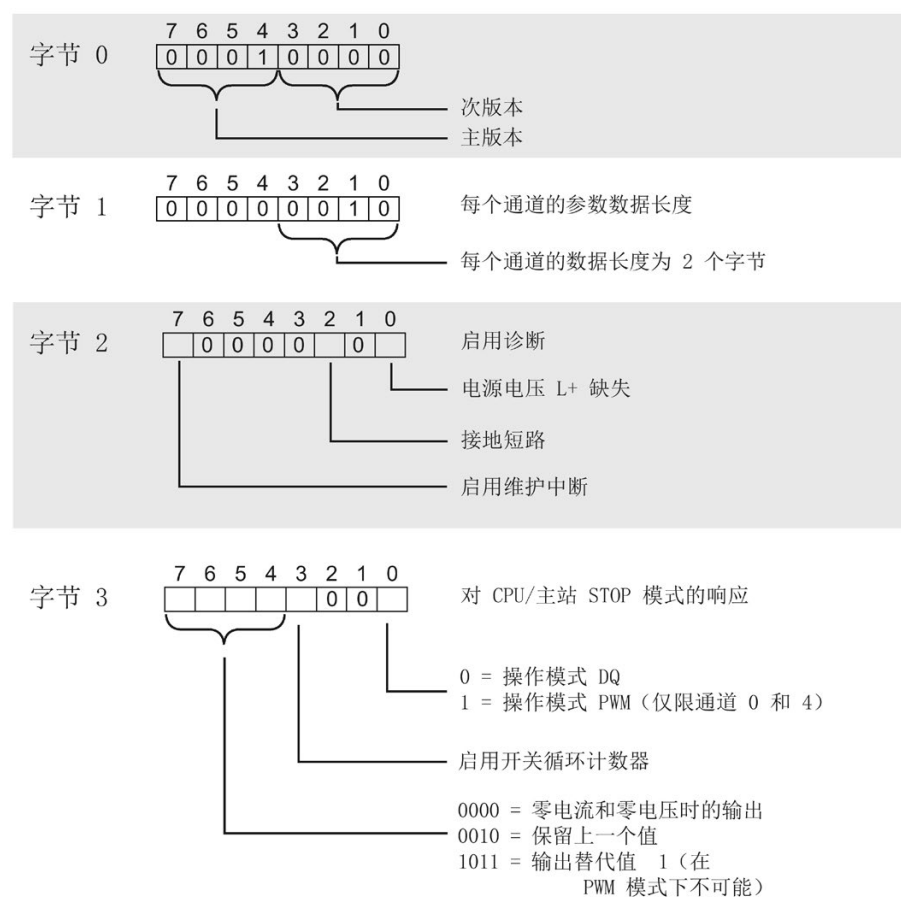 7 6 5 4 3 2 1 0
字节 0
0 0 0 1 0 0 0 0
次版本
主版本
7 6 5 4 3 2 1 0
字节 1
0 0 0 0 0 0 1 0
每个通道的参数数据长度
每个通道的数据长度为 2 个字节
7 6 5 4 3 2 1 0
字节 2
0 0 0 0 0
启用诊断
电源电压 L+ 缺失
接地短路
启用维护中断
7 6 5 4 3 2 1 0
字节 3
0 0
对 CPU/主站 STOP 模式的响应
0 = 操作模式 DQ
1 = 操作模式 PWM（仅限通道 0 和 4）
启用开关循环计数器
0000 = 零电流和零电压时的输出
0010 = 保留上一个值
1011 = 输出替代值 1（在
PWM 模式下不可能）